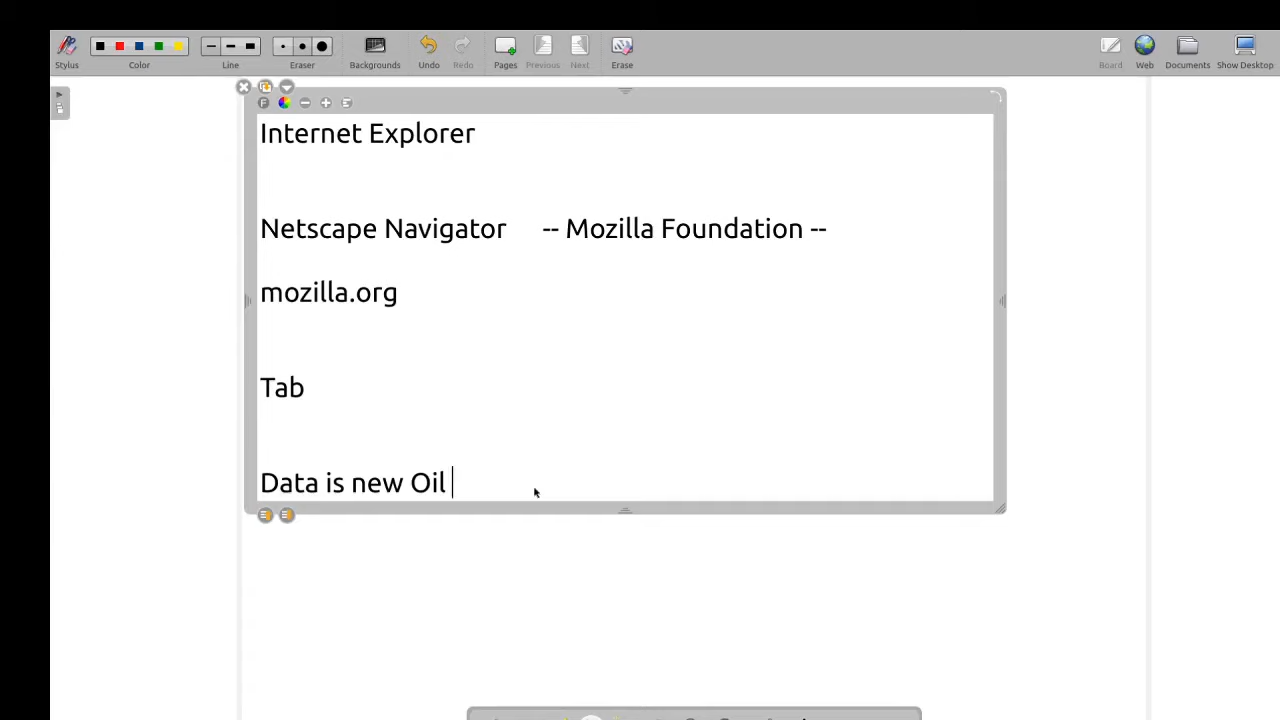 Stylus Color Line Eraser Backgrounds Undo Redo Pages Previous Next Erase Board Web Documents Show Desktop
Internet Explorer
Netscape Navigator -- Mozilla Foundation --
mozilla.org
Tab
Data is new Oil